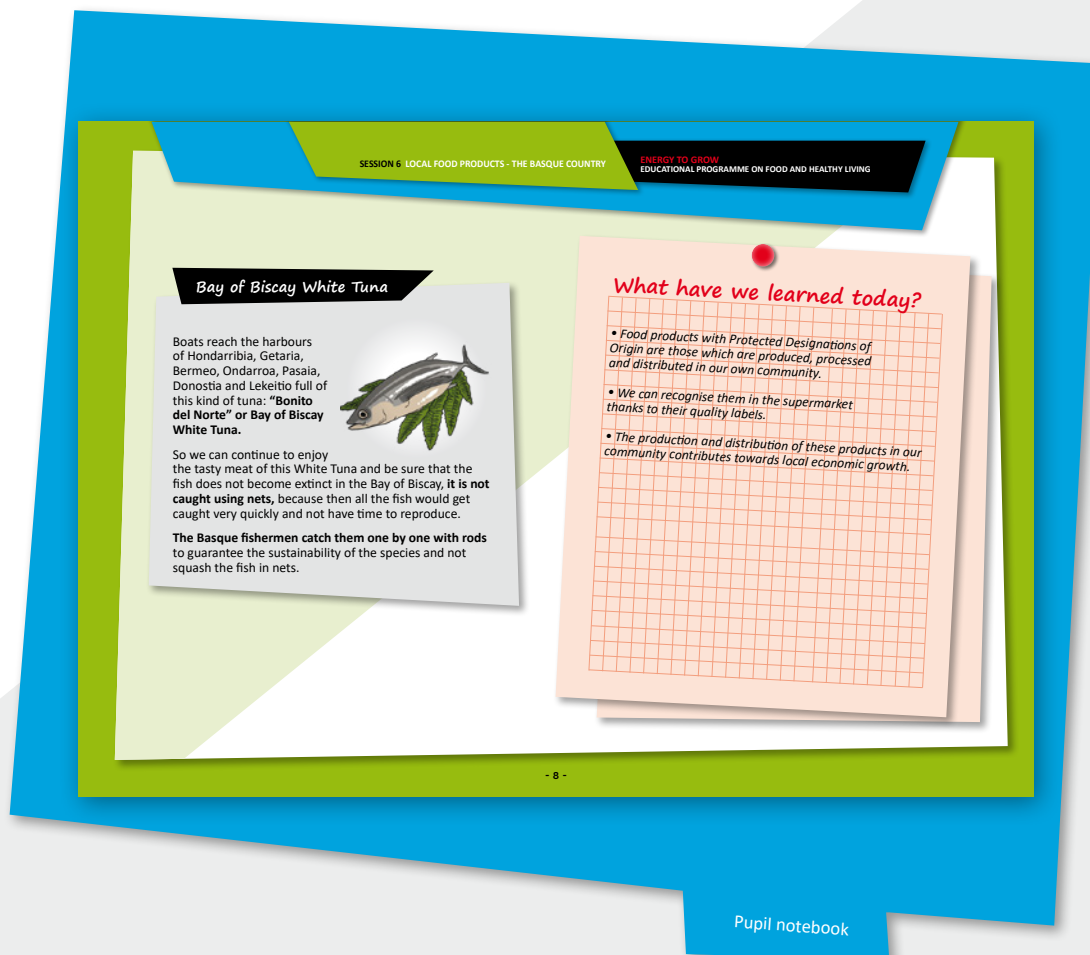 SESSION 6 LOCAL FOOD PRODUCTS - THE BASQUE COUNTRY
ENERGY TO GROW
EDUCATIONAL PROGRAMME ON FOOD AND HEALTHY LIVING
Bay of Biscay White Tuna
Boats reach the harbours
of Hondarribia, Getaria,
Bermeo, Ondarroa, Pasaia,
Donostia and Lekeitio full of
this kind of tuna: “Bonito
del Norte” or Bay of Biscay
White Tuna.
So we can continue to enjoy
the tasty meat of this White Tuna and be sure that the
fish does not become extinct in the Bay of Biscay, it is not
caught using nets, because then all the fish would get
caught very quickly and not have time to reproduce.
The Basque fishermen catch them one by one with rods
to guarantee the sustainability of the species and not
squash the fish in nets.
What have we learned today?
• Food products with Protected Designations of
Origin are those which are produced, processed
and distributed in our own community.
• We can recognise them in the supermarket
thanks to their quality labels.
• The production and distribution of these products in our
community contributes towards local economic growth.
- 8 -
Pupil notebook